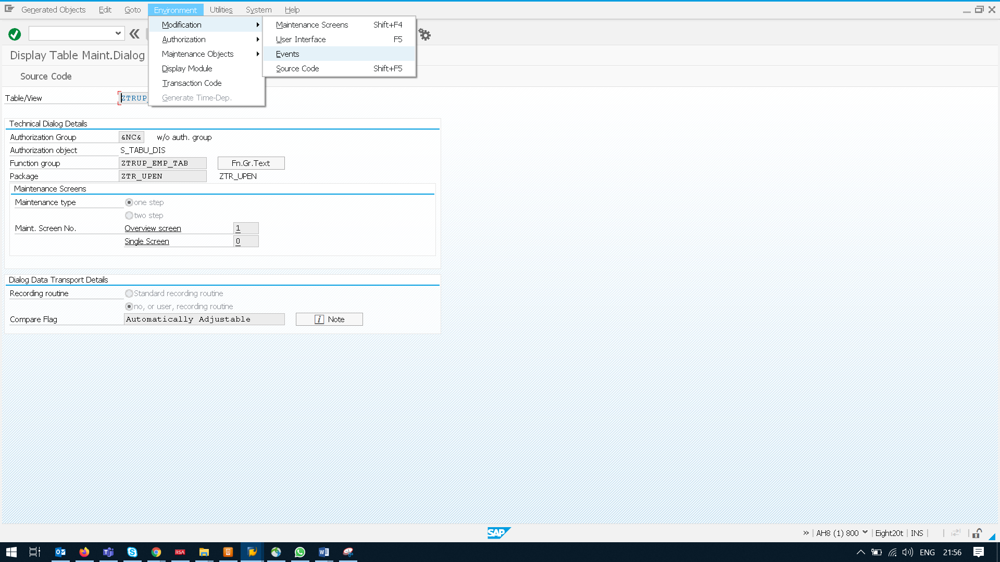 Generated Objects Edit Goto Environment Utilities System Help
Modification
Authorization
Maintenance Objects
Display Module
Transaction Code
Generate Time-Dep.
Maintenance Screens Shift+F4
User Interface F5
Events
Source Code Shift+F5
Display Table Maint.Dialog
Source Code
Table/View ZTRUP_
Technical Dialog Details
Authorization Group &NC& w/o auth. group
Authorization object S_TABU_DIS
Function group ZTRUP_EMP_TAB Fn.Gr.Text
Package ZTR_UPEN ZTR_UPEN
Maintenance Screens
Maintenance type one step
two step
Maint. Screen No. Overview screen 1
Single Screen 0
Dialog Data Transport Details
Recording routine Standard recording routine
no, or user, recording routine
Compare Flag Automatically Adjustable i Note
SAP
AH8 (1) 800 Eight20t INS
RSA ENG 21:56